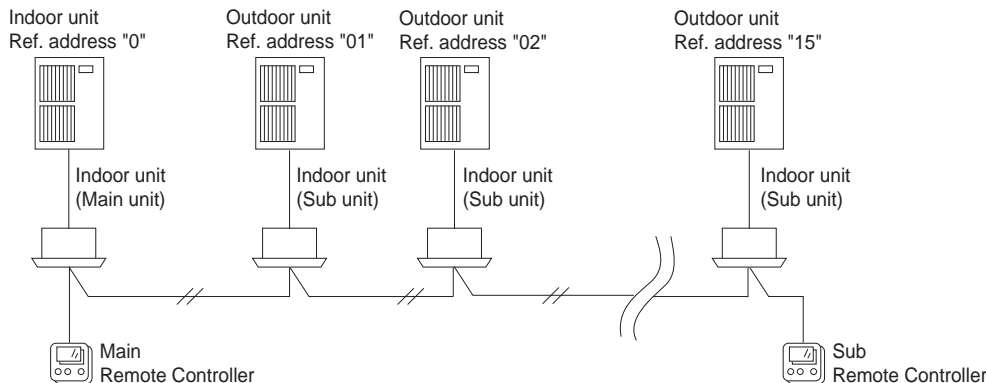 Indoor unit
Ref. address "0"
Outdoor unit
Ref. address "01"
Outdoor unit
Ref. address "02"
Outdoor unit
Ref. address "15"
Indoor unit
(Main unit)
Indoor unit
(Sub unit)
Indoor unit
(Sub unit)
Indoor unit
(Sub unit)
Main
Remote Controller
Sub
Remote Controller